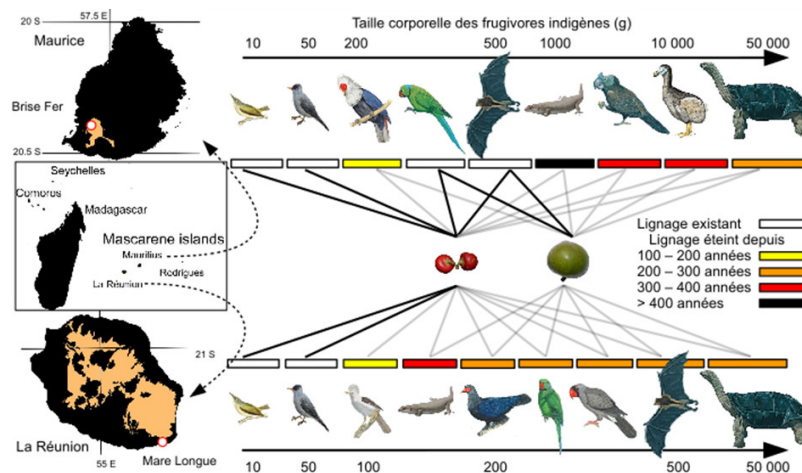 57.5 E
20 S
Maurice
Brise Fer
20.5 S
Taille corporelle des frugivores indigènes (g)
10 50 200 500 1000 10 000 50 000
Seychelles
Comoros
Madagascar
Mascarene islands
Mauritius
Rodrigues
La Réunion
Lignage existant
Lignage éteint depuis
100 – 200 années
200 – 300 années
300 – 400 années
> 400 années
21 S
La Réunion
55 E
Mare Longue
10 50 100 200 500 50 000